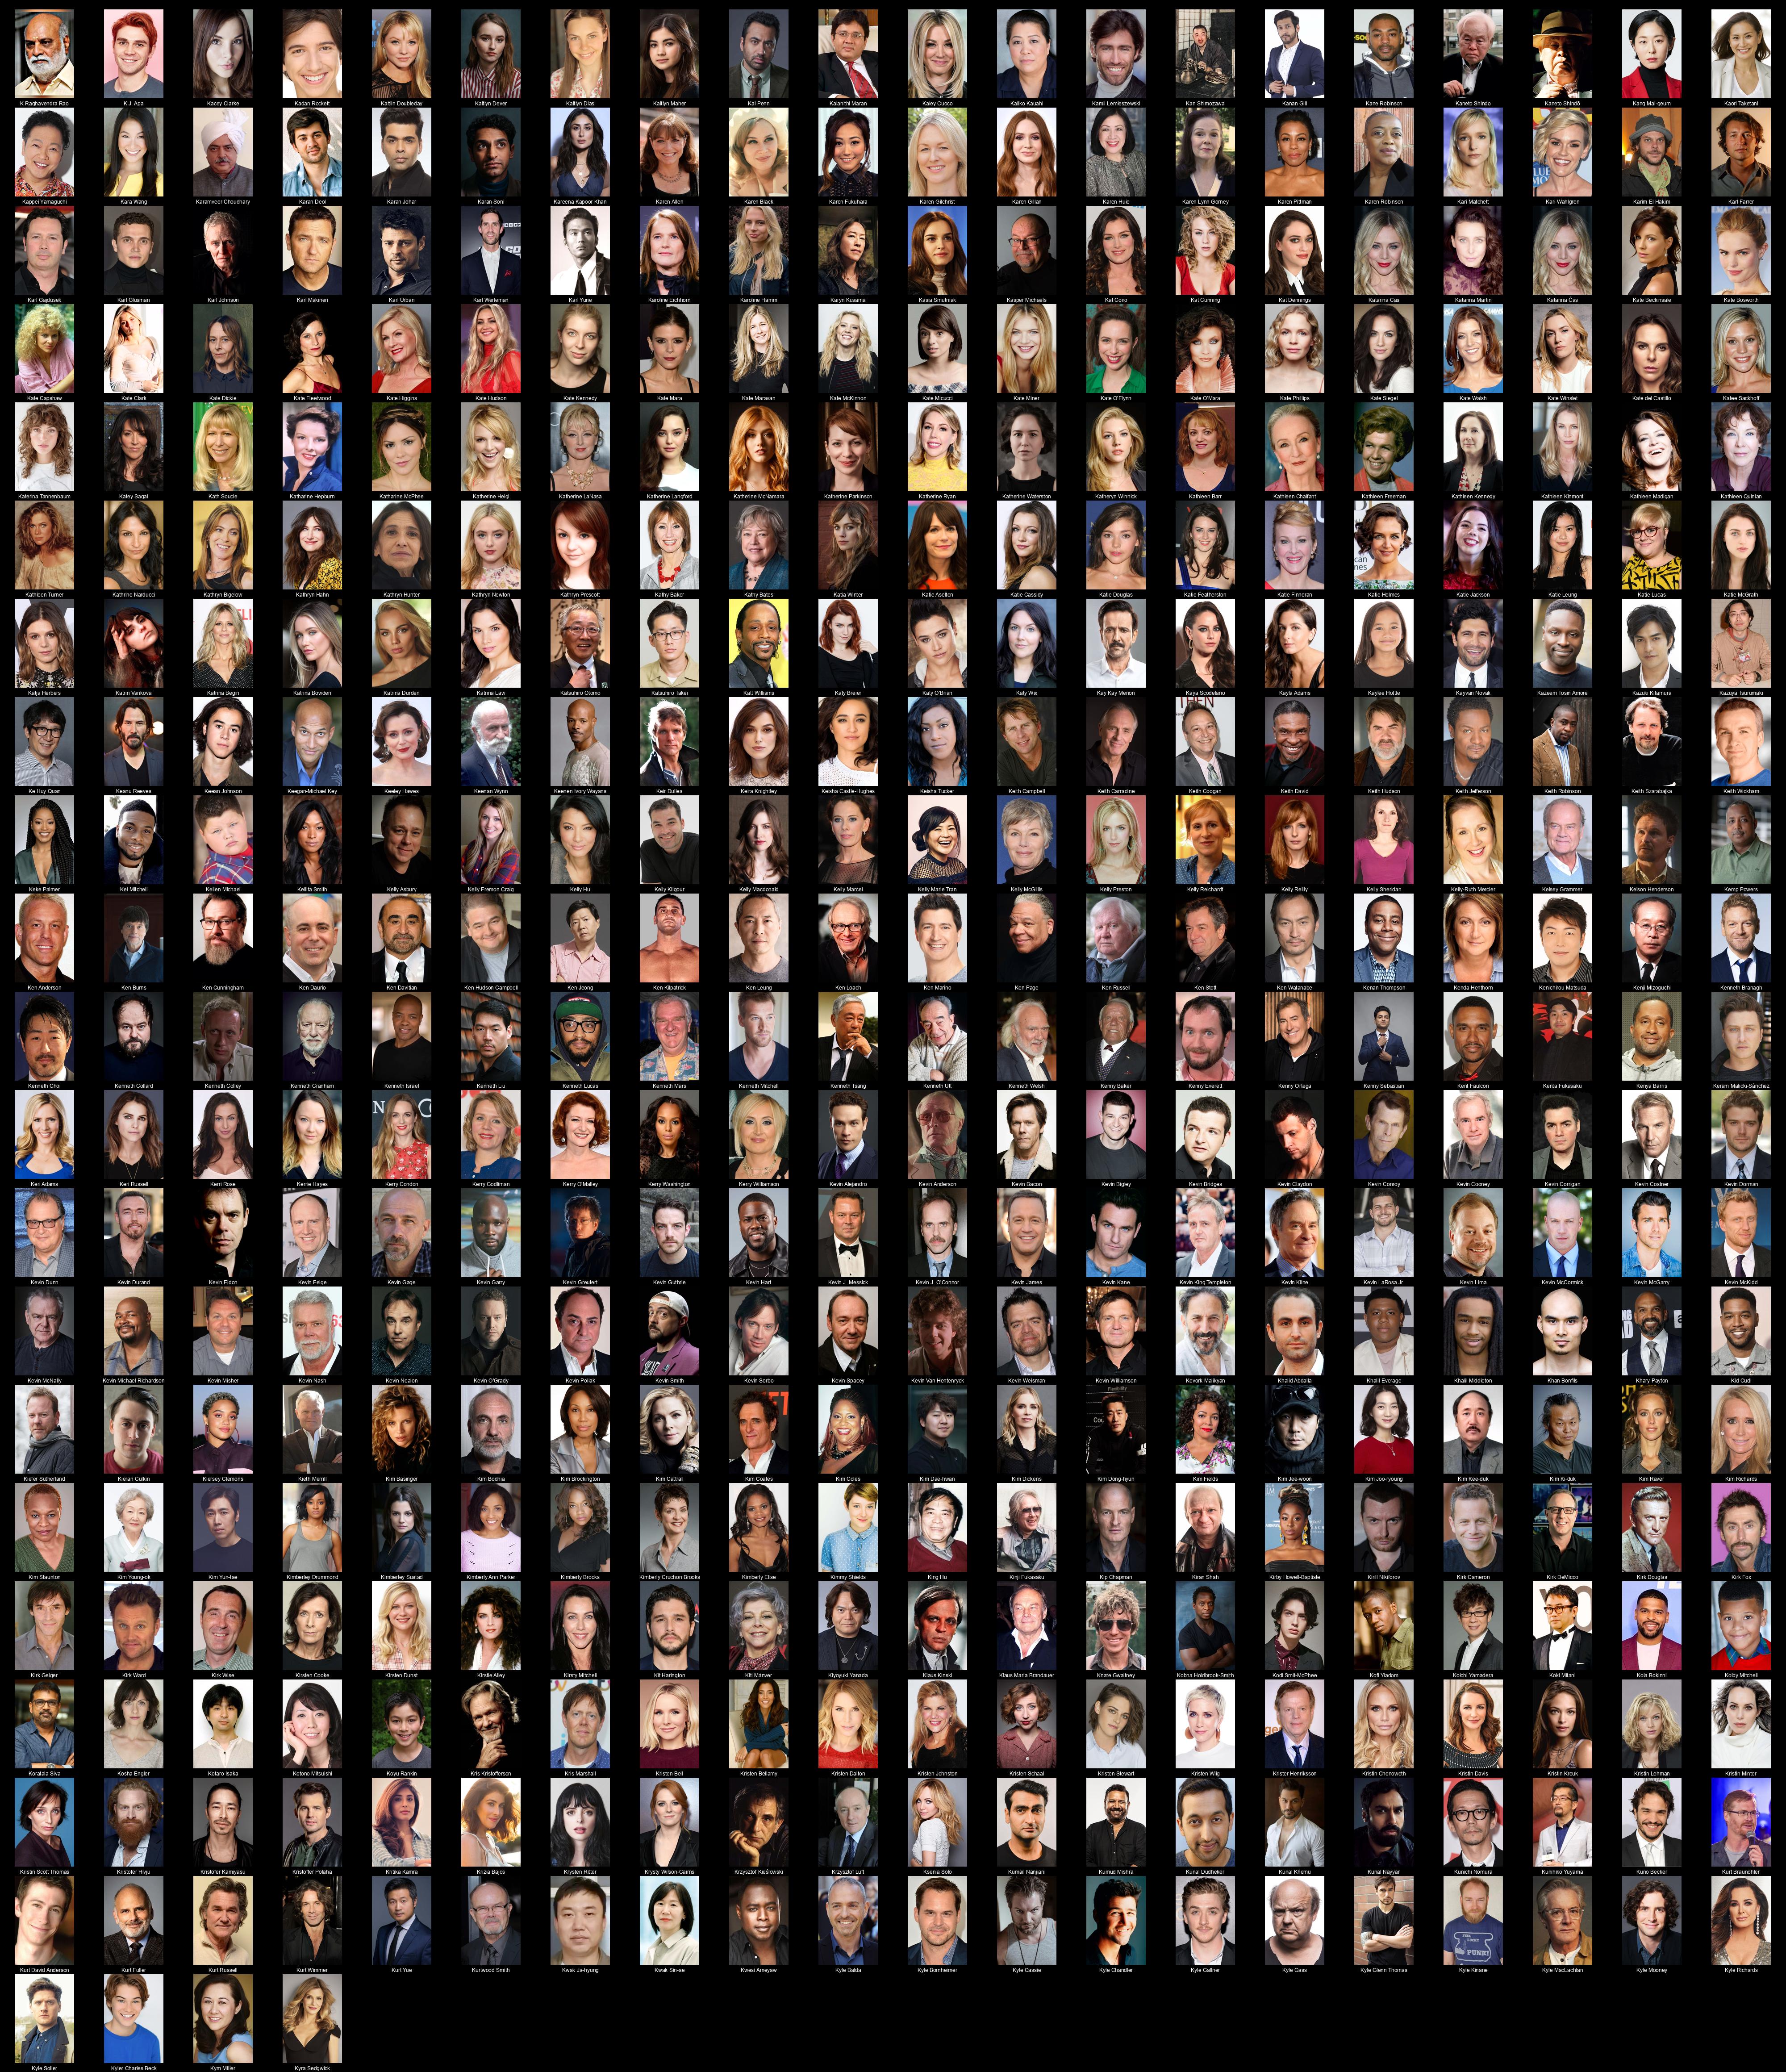 K Raghavendra Rao K.J. Apa Kacey Clarke Kadan Rockett Kaitlin Doubleday Kaitlyn Dever Kaitlyn Dias Kaitlyn Maher Kal Penn Kalanithi Maran Kaley Cuoco Kaliko Kauahi Kamil Lemieszewski Kan Shimozawa Kanan Gill Kane Robinson Kaneto Shindo Kaneto Shindô Kang Mal-geum Kaori Taketani
Kappei Yamaguchi Kara Wang Karamveer Choudhary Karan Deol Karan Johar Karan Soni Kareena Kapoor Khan Karen Allen Karen Black Karen Fukuhara Karen Gilchrist Karen Gillan Karen Huie Karen Lynn Gorney Karen Pittman Karen Robinson Kari Matchett Kari Wahlgren Karim El Hakim Karl Farrer
Karl Gajdusek Karl Glusman Karl Johnson Karl Makinen Karl Urban Karl Werleman Karl Yune Karoline Eichhorn Karoline Hamm Karyn Kusama Kasia Smutniak Kasper Michaels Kat Coiro Kat Cunning Kat Dennings Katarina Cas Katarina Martin Katarina Čas Kate Beckinsale Kate Bosworth
Kate Capshaw Kate Clark Kate Dickie Kate Fleetwood Kate Higgins Kate Hudson Kate Kennedy Kate Mara Kate Maravan Kate McKinnon Kate Micucci Kate Miner Kate O'Flynn Kate O'Mara Kate Phillips Kate Siegel Kate Walsh Kate Winslet Kate del Castillo Katee Sackhoff
Katerina Tannenbaum Katey Sagal Kath Soucie Katharine Hepburn Katharine McPhee Katherine Heigl Katherine LaNasa Katherine Langford Katherine McNamara Katherine Parkinson Katherine Ryan Katherine Waterston Katheryn Winnick Kathleen Barr Kathleen Chalfant Kathleen Freeman Kathleen Kennedy Kathleen Kinmont Kathleen Madigan Kathleen Quinlan
Kathleen Turner Kathrine Narducci Kathryn Bigelow Kathryn Hahn Kathryn Hunter Kathryn Newton Kathryn Prescott Kathy Baker Kathy Bates Katia Winter Katie Aselton Katie Cassidy Katie Douglas Katie Featherston Katie Finneran Katie Holmes Katie Jackson Katie Leung Katie Lucas Katie McGrath
Katja Herbers Katrin Vankova Katrina Begin Katrina Bowden Katrina Durden Katrina Law Katsuhiro Otomo Katsuhiro Takei Katt Williams Katy Breier Katy O'Brian Katy Wix Kay Kay Menon Kaya Scodelario Kayla Adams Kaylee Hottle Kayvan Novak Kazeem Tosin Amore Kazuki Kitamura Kazuya Tsurumaki
Ke Huy Quan Keanu Reeves Keean Johnson Keegan-Michael Key Keeley Hawes Keenan Wynn Keenen Ivory Wayans Keir Dullea Keira Knightley Keisha Castle-Hughes Keisha Tucker Keith Campbell Keith Carradine Keith Coogan Keith David Keith Hudson Keith Jefferson Keith Robinson Keith Szarabajka Keith Wickham
Keke Palmer Kel Mitchell Kellen Michael Kellita Smith Kelly Asbury Kelly Fremon Craig Kelly Hu Kelly Kilgour Kelly Macdonald Kelly Marcel Kelly Marie Tran Kelly McGillis Kelly Preston Kelly Reichardt Kelly Reilly Kelly Sheridan Kelly-Ruth Mercier Kelsey Grammer Kelson Henderson Kemp Powers
Ken Anderson Ken Burns Ken Cunningham Ken Daurio Ken Davitian Ken Hudson Campbell Ken Jeong Ken Kilpatrick Ken Leung Ken Loach Ken Marino Ken Page Ken Russell Ken Stott Ken Watanabe Kenan Thompson Kenda Henthorn Kenichirou Matsuda Kenji Mizoguchi Kenneth Branagh
Kenneth Choi Kenneth Collard Kenneth Colley Kenneth Cranham Kenneth Israel Kenneth Liu Kenneth Lucas Kenneth Mars Kenneth Mitchell Kenneth Tsang Kenneth Utt Kenneth Welsh Kenny Baker Kenny Everett Kenny Ortega Kenny Sebastian Kent Faulcon Kenta Fukasaku Kenya Barris Keram Malicki-Sánchez
Keri Adams Keri Russell Kerri Rose Kerrie Hayes Kerry Condon Kerry Godliman Kerry O'Malley Kerry Washington Kerry Williamson Kevin Alejandro Kevin Anderson Kevin Bacon Kevin Bigley Kevin Bridges Kevin Claydon Kevin Conroy Kevin Cooney Kevin Corrigan Kevin Costner Kevin Dorman
Kevin Dunn Kevin Durand Kevin Eldon Kevin Feige Kevin Gage Kevin Garry Kevin Greutert Kevin Guthrie Kevin Hart Kevin J. Messick Kevin J. O'Connor Kevin James Kevin Kane Kevin King Templeton Kevin Kline Kevin LaRosa Jr. Kevin Lima Kevin McCormick Kevin McGarry Kevin McKidd
Kevin McNally Kevin Michael Richardson Kevin Misher Kevin Nash Kevin Nealon Kevin O'Grady Kevin Pollak Kevin Smith Kevin Sorbo Kevin Spacey Kevin Van Hentenryck Kevin Weisman Kevin Williamson Kevork Malikyan Khalid Abdalla Khalil Everage Khalil Middleton Khan Bonfils Khary Payton Kid Cudi
Kiefer Sutherland Kieran Culkin Kiersey Clemons Kieth Merrill Kim Basinger Kim Bodnia Kim Brockington Kim Cattrall Kim Coates Kim Coles Kim Dae-hwan Kim Dickens Kim Dong-hyun Kim Fields Kim Jee-woon Kim Joo-ryoung Kim Kee-duk Kim Ki-duk Kim Raver Kim Richards
Kim Staunton Kim Young-ok Kim Yun-tae Kimberley Drummond Kimberley Sustad Kimberly Ann Parker Kimberly Brooks Kimberly Cruchon Brooks Kimberly Elise Kimmy Shields King Hu Kinji Fukasaku Kip Chapman Kiran Shah Kirby Howell-Baptiste Kirill Nikiforov Kirk Cameron Kirk DeMicco Kirk Douglas Kirk Fox
Kirk Geiger Kirk Ward Kirk Wise Kirsten Cooke Kirsten Dunst Kirstie Alley Kirsty Mitchell Kit Harington Kiti Mánver Kiyoyuki Yanada Klaus Kinski Klaus Maria Brandauer Knate Gwaltney Kobna Holdbrook-Smith Kodi Smit-McPhee Kofi Yiadom Koichi Yamadera Koki Mitani Kola Bokinni Kolby Mitchell
Koratala Siva Kosha Engler Kotaro Isaka Kotono Mitsuishi Koyu Rankin Kris Kristofferson Kris Marshall Kristen Bell Kristen Bellamy Kristen Dalton Kristen Johnston Kristen Schaal Kristen Stewart Kristen Wiig Krister Henriksson Kristin Chenoweth Kristin Davis Kristin Kreuk Kristin Lehman Kristin Minter
Kristin Scott Thomas Kristofer Hivju Kristofer Kamiyasu Kristoffer Polaha Kritika Kamra Krizia Bajos Krysten Ritter Krysty Wilson-Cairns Krzysztof Kieślowski Krzysztof Luft Ksenia Solo Kumail Nanjiani Kumud Mishra Kunal Dudheker Kunal Khemu Kunal Nayyar Kunichi Nomura Kunihiko Yuyama Kuno Becker Kurt Braunohler
Kurt David Anderson Kurt Fuller Kurt Russell Kurt Wimmer Kurt Yue Kurtwood Smith Kwak Ja-hyung Kwak Sin-ae Kwesi Ameyaw Kyle Balda Kyle Bornheimer Kyle Cassie Kyle Chandler Kyle Gallner Kyle Gass Kyle Glenn Thomas Kyle Kinane Kyle MacLachlan Kyle Mooney Kyle Richards
Kyle Soller Kyler Charles Beck Kym Miller Kyra Sedgwick